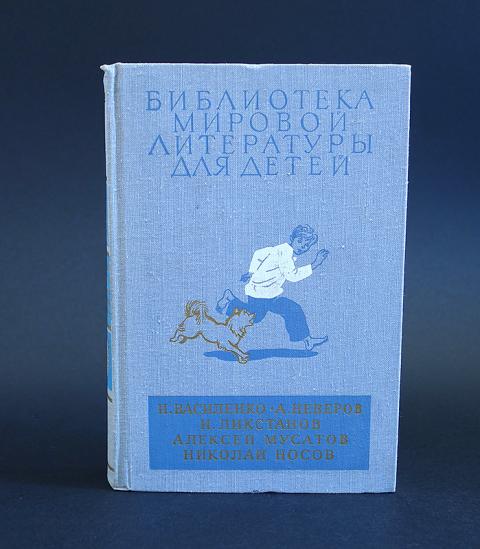 БИБЛИОТЕКА
МИРОВОЙ
ЛИТЕРАТУРЫ
ДЛЯ ДЕТЕЙ
И. ВАСИЛЕНКО · А. НЕВЕРОВ
И. ЛИКСТАНОВ
АЛЕКСЕЙ МУСАТОВ
НИКОЛАЙ НОСОВ